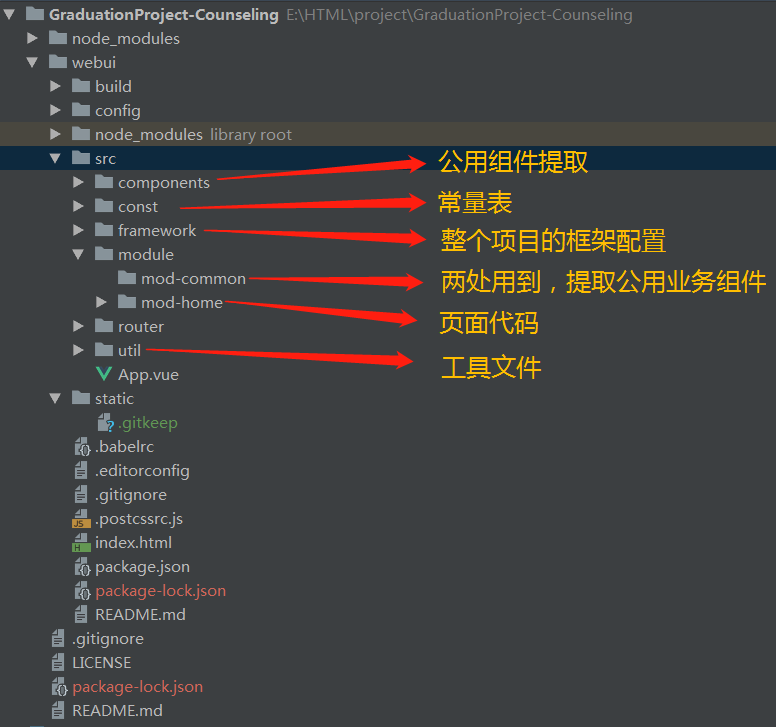 GraduationProject-Counseling E:\HTML\project\GraduationProject-Counseling
node_modules
webui
build
config
node_modules library root
src
components 公用组件提取
const 常量表
framework 整个项目的框架配置
module
mod-common 两处用到，提取公用业务组件
mod-home 页面代码
router
util 工具文件
App.vue
static
.gitkeep
.babelrc
.editorconfig
.gitignore
.postcssrc.js
index.html
package.json
package-lock.json
README.md
.gitignore
LICENSE
package-lock.json
README.md